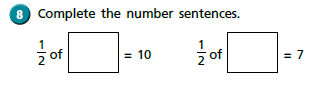 8 Complete the number sentences.
1/2 of = 10 1/2 of = 7